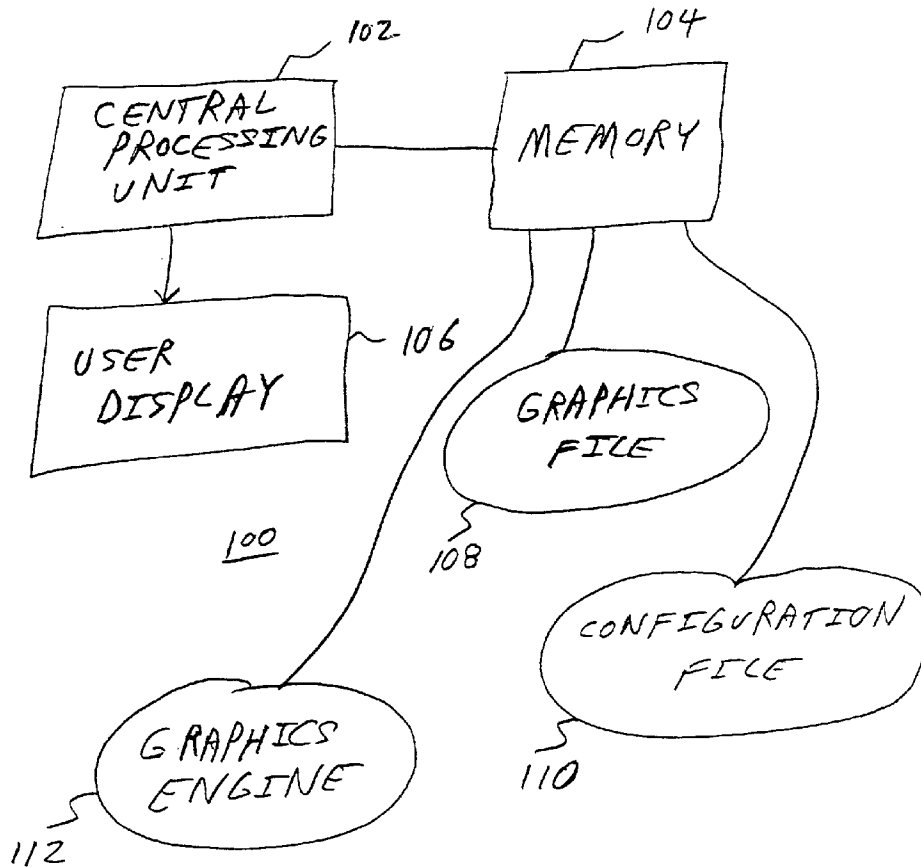 102
104
CENTRAL
PROCESSING
UNIT
MEMORY
USER
DISPLAY
106
GRAPHICS
FILE
100
108
CONFIGURATION
FILE
GRAPHICS
ENGINE
110
112